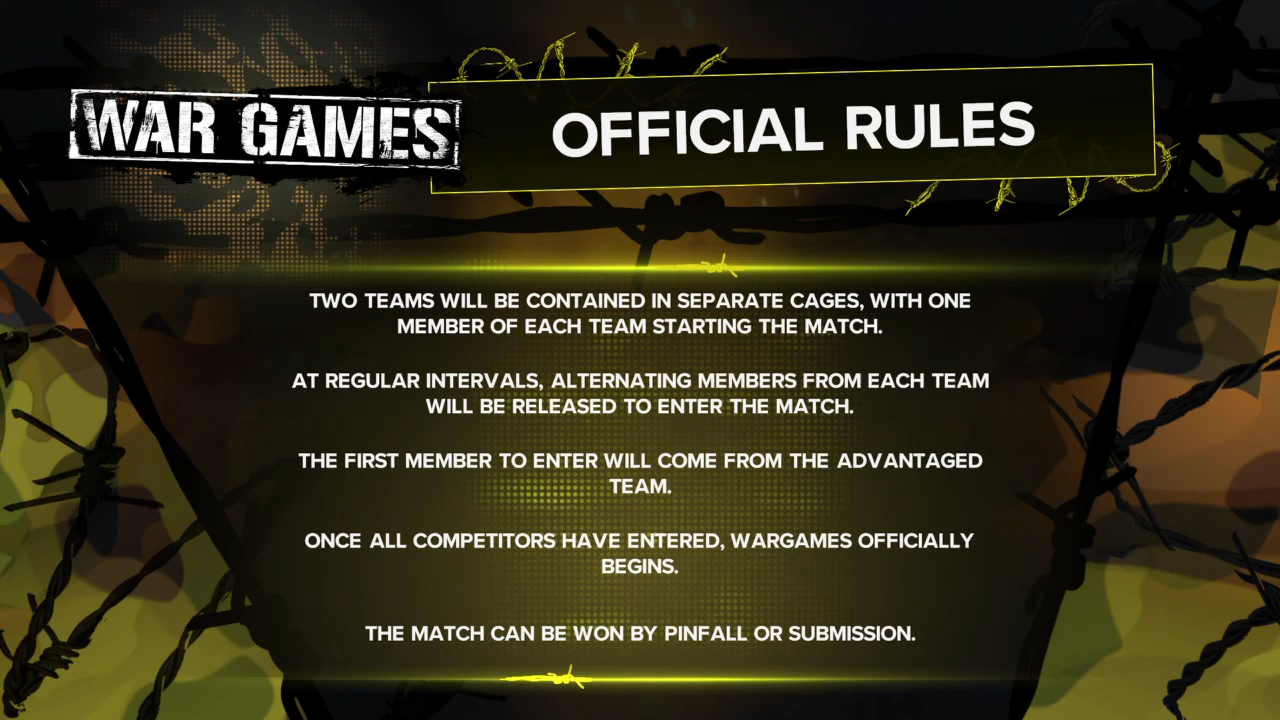 WAR GAMES
OFFICIAL RULES
TWO TEAMS WILL BE CONTAINED IN SEPARATE CAGES, WITH ONE
MEMBER OF EACH TEAM STARTING THE MATCH.
AT REGULAR INTERVALS, ALTERNATING MEMBERS FROM EACH TEAM
WILL BE RELEASED TO ENTER THE MATCH.
THE FIRST MEMBER TO ENTER WILL COME FROM THE ADVANTAGED
TEAM.
ONCE ALL COMPETITORS HAVE ENTERED, WARGAMES OFFICIALLY
BEGINS.
THE MATCH CAN BE WON BY PINFALL OR SUBMISSION.